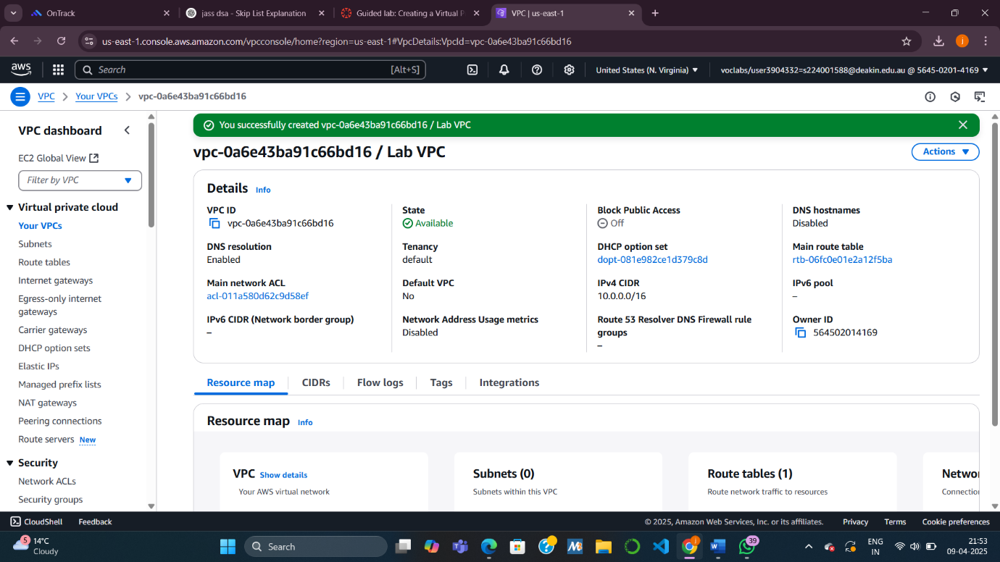 OnTrack
jass dsa - Skip List Explanation
Guided lab: Creating a Virtual P
VPC | us-east-1
us-east-1.console.aws.amazon.com/vpcconsole/home?region=us-east-1#VpcDetails:VpcId=vpc-0a6e43ba91c66bd16
j
aws
Search
[Alt+S]
United States (N. Virginia)
voclabs/user3904332=s224001588@deakin.edu.au @ 5645-0201-4169
VPC
Your VPCs
vpc-0a6e43ba91c66bd16
VPC dashboard
EC2 Global View
Filter by VPC
Virtual private cloud
Your VPCs
Subnets
Route tables
Internet gateways
Egress-only internet
gateways
Carrier gateways
DHCP option sets
Elastic IPs
Managed prefix lists
NAT gateways
Peering connections
Route servers New
Security
Network ACLs
Security groups
You successfully created vpc-0a6e43ba91c66bd16 / Lab VPC
vpc-0a6e43ba91c66bd16 / Lab VPC
Actions
Details Info
VPC ID
vpc-0a6e43ba91c66bd16
State
Available
Block Public Access
Off
DNS hostnames
Disabled
DNS resolution
Enabled
Tenancy
default
DHCP option set
dopt-081e982ce1d379c8d
Main route table
rtb-06fc0e01e2a12f5ba
Main network ACL
acl-011a580d62c9d58ef
Default VPC
No
IPv4 CIDR
10.0.0.0/16
IPv6 pool
–
IPv6 CIDR (Network border group)
–
Network Address Usage metrics
Disabled
Route 53 Resolver DNS Firewall rule
groups
–
Owner ID
564502014169
Resource map
CIDRs
Flow logs
Tags
Integrations
Resource map Info
VPC Show details
Your AWS virtual network
Subnets (0)
Subnets within this VPC
Route tables (1)
Route network traffic to resources
Netwo
Connection
CloudShell
Feedback
© 2025, Amazon Web Services, Inc. or its affiliates.
Privacy
Terms
Cookie preferences
5
14°C
Cloudy
Search
39
ENG
IN
21:53
09-04-2025